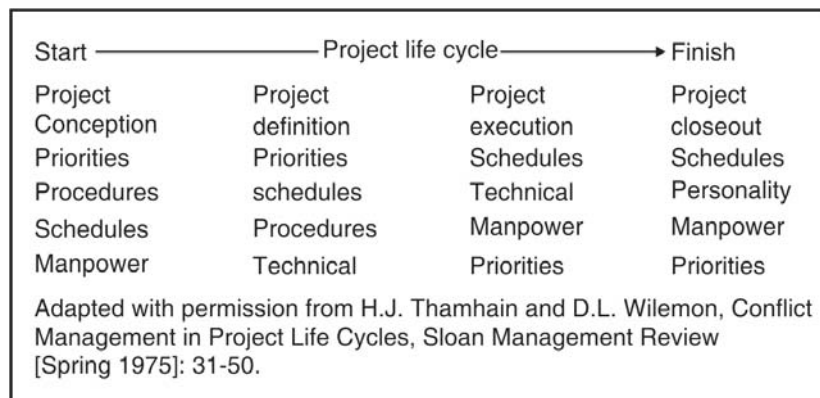 Start Project life cycle Finish
Project Project Project Project
Conception definition execution closeout
Priorities Priorities Schedules Schedules
Procedures schedules Technical Personality
Schedules Procedures Manpower Manpower
Manpower Technical Priorities Priorities
Adapted with permission from H.J. Thamhain and D.L. Wilemon, Conflict
Management in Project Life Cycles, Sloan Management Review
[Spring 1975]: 31-50.